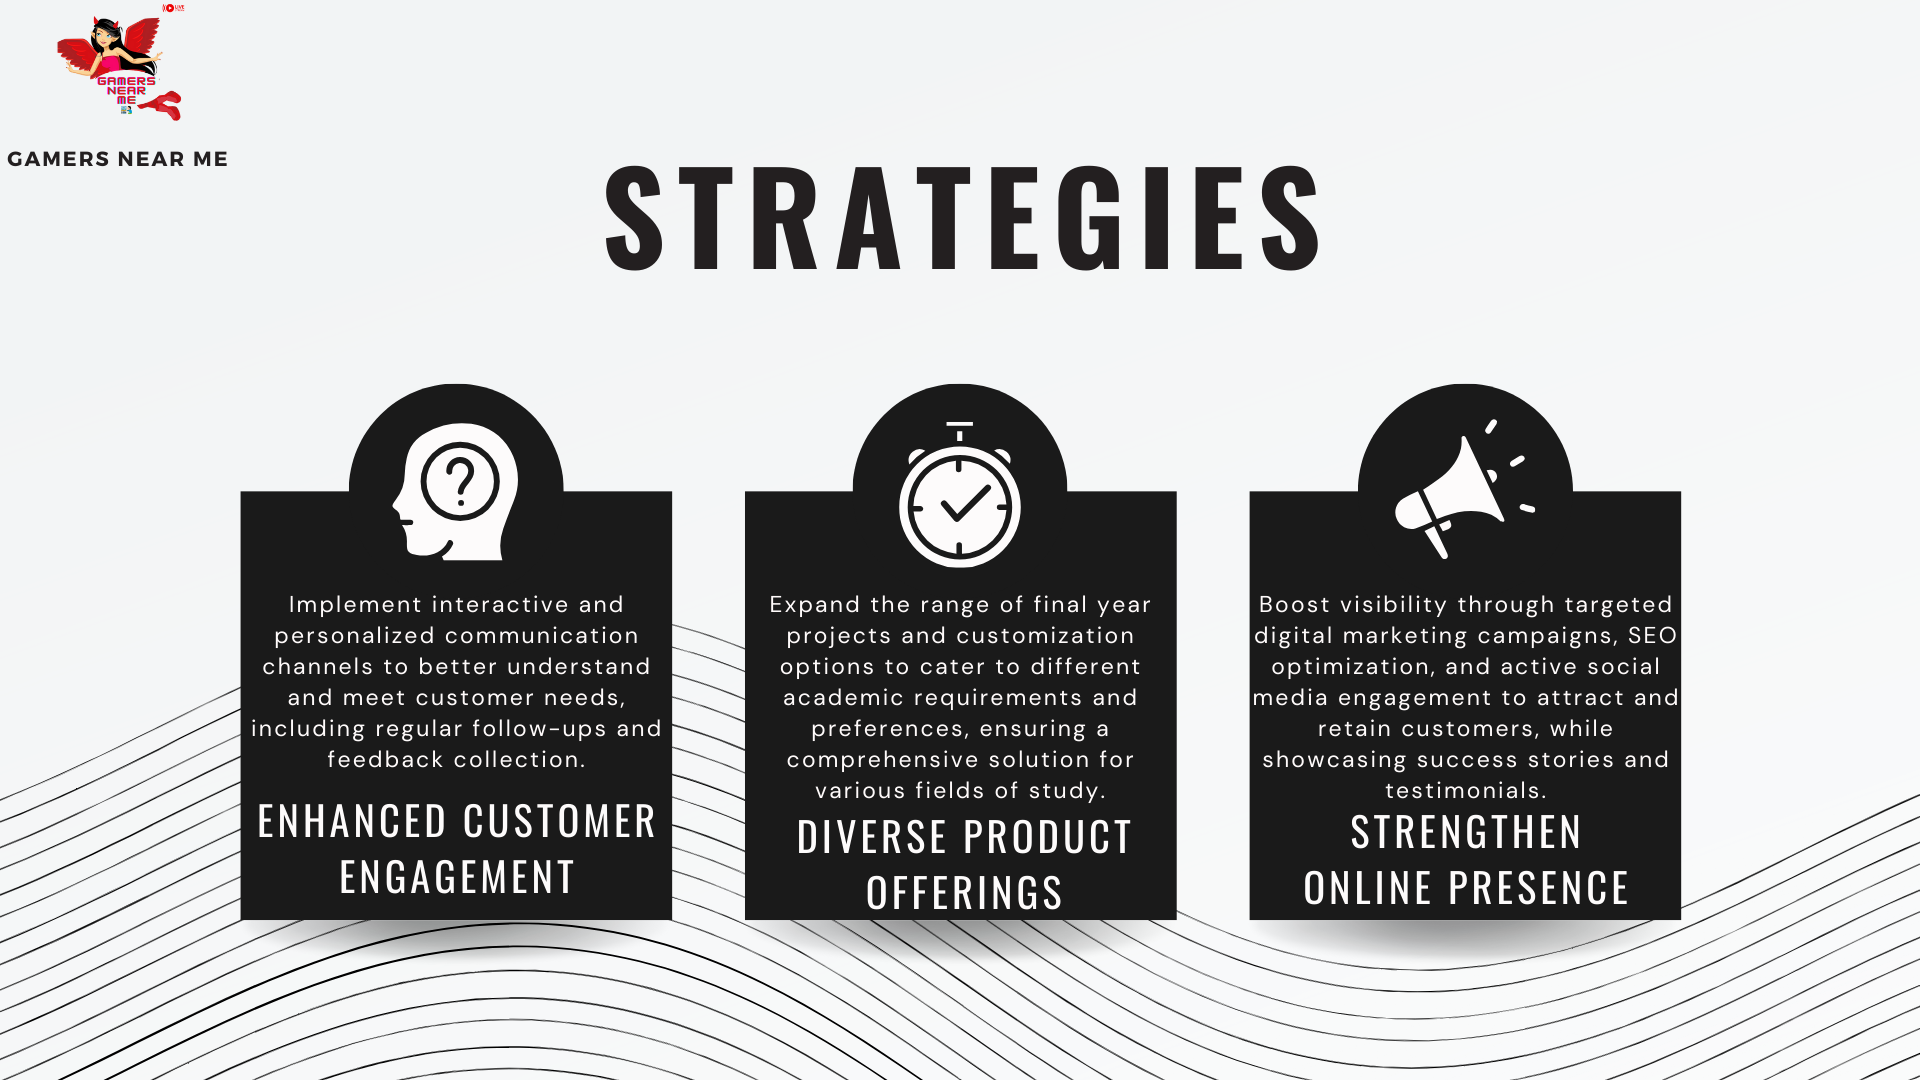 LIVE
GAMERS
NEAR
ME
GAMERS NEAR ME
STRATEGIES
Implement interactive and
personalized communication
channels to better understand
and meet customer needs,
including regular follow-ups and
feedback collection.
ENHANCED CUSTOMER
ENGAGEMENT
Expand the range of final year
projects and customization
options to cater to different
academic requirements and
preferences, ensuring a
comprehensive solution for
various fields of study.
DIVERSE PRODUCT
OFFERINGS
Boost visibility through targeted
digital marketing campaigns, SEO
optimization, and active social
media engagement to attract and
retain customers, while
showcasing success stories and
testimonials.
STRENGTHEN
ONLINE PRESENCE